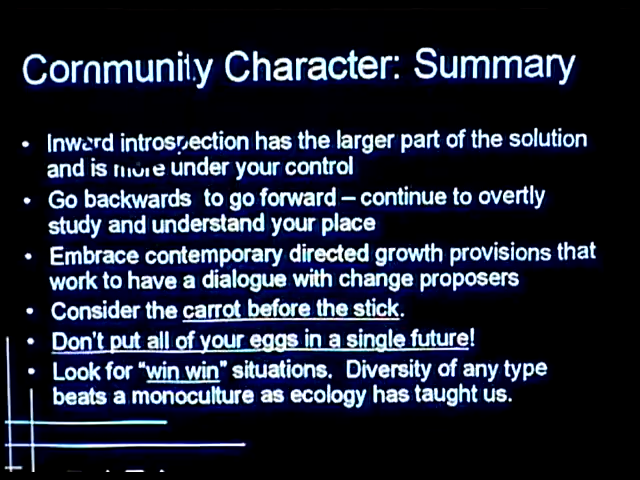 Community Character: Summary
• Inward introspection has the larger part of the solution
and is more under your control
• Go backwards  to go forward – continue to overtly
study and understand your place
• Embrace contemporary directed growth provisions that
work to have a dialogue with change proposers
• Consider the carrot before the stick.
• Don't put all of your eggs in a single future!
• Look for “win win” situations.  Diversity of any type
beats a monoculture as ecology has taught us.